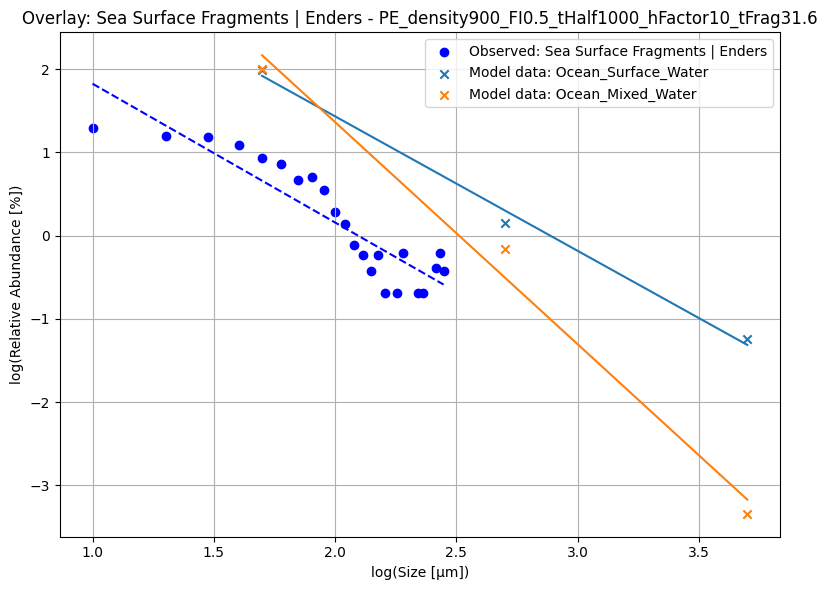 Overlay: Sea Surface Fragments | Enders - PE_density900_FI0.5_tHalf1000_hFactor10_tFrag31.6
Observed: Sea Surface Fragments | Enders
Model data: Ocean_Surface_Water
Model data: Ocean_Mixed_Water
log(Relative Abundance [%])
2
1
0
−1
−2
−3
1.0 1.5 2.0 2.5 3.0 3.5
log(Size [µm])